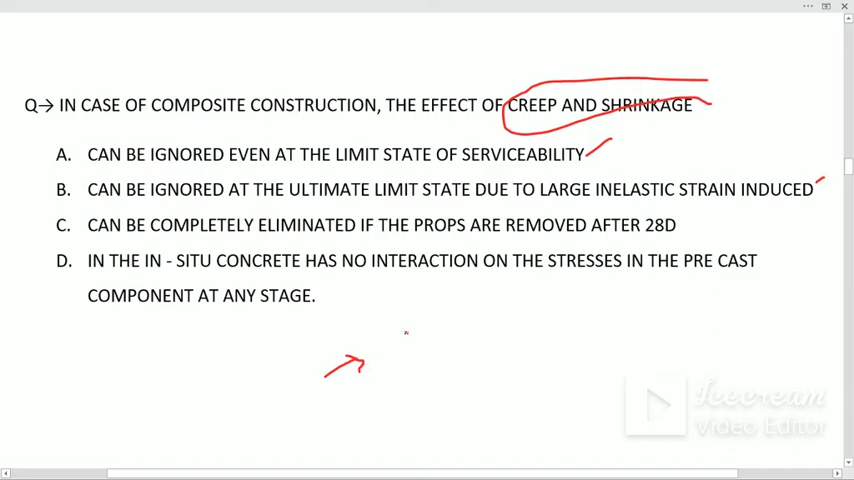 Q→ IN CASE OF COMPOSITE CONSTRUCTION, THE EFFECT OF CREEP AND SHRINKAGE
A. CAN BE IGNORED EVEN AT THE LIMIT STATE OF SERVICEABILITY
B. CAN BE IGNORED AT THE ULTIMATE LIMIT STATE DUE TO LARGE INELASTIC STRAIN INDUCED
C. CAN BE COMPLETELY ELIMINATED IF THE PROPS ARE REMOVED AFTER 28D
D. IN THE IN - SITU CONCRETE HAS NO INTERACTION ON THE STRESSES IN THE PRE CAST
COMPONENT AT ANY STAGE.
Icecream
Video Editor